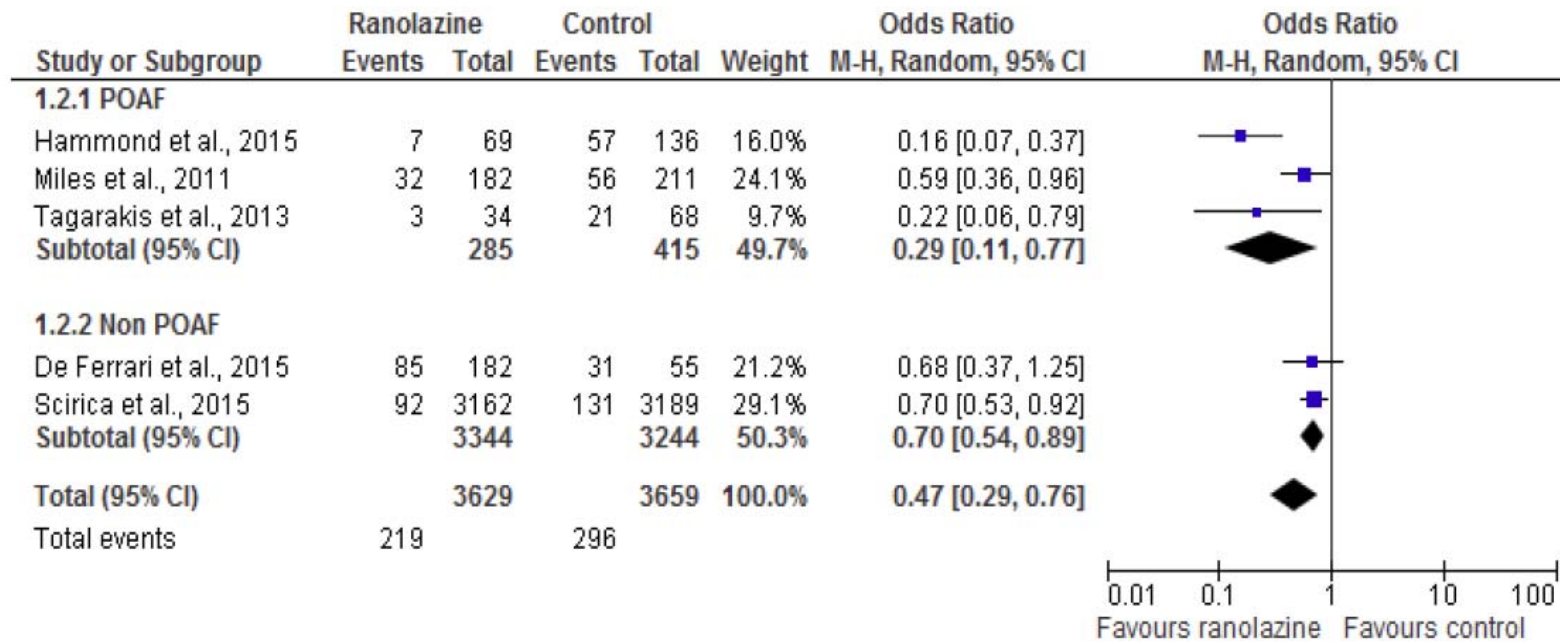 Ranolazine Control Odds Ratio Odds Ratio
Study or Subgroup Events Total Events Total Weight M-H, Random, 95% CI M-H, Random, 95% CI
1.2.1 POAF
Hammond et al., 2015 7 69 57 136 16.0% 0.16 [0.07, 0.37]
Miles et al., 2011 32 182 56 211 24.1% 0.59 [0.36, 0.96]
Tagarakis et al., 2013 3 34 21 68 9.7% 0.22 [0.06, 0.79]
Subtotal (95% CI) 285 415 49.7% 0.29 [0.11, 0.77]
1.2.2 Non POAF
De Ferrari et al., 2015 85 182 31 55 21.2% 0.68 [0.37, 1.25]
Scirica et al., 2015 92 3162 131 3189 29.1% 0.70 [0.53, 0.92]
Subtotal (95% CI) 3344 3244 50.3% 0.70 [0.54, 0.89]
Total (95% CI) 3629 3659 100.0% 0.47 [0.29, 0.76]
Total events 219 296
0.01 0.1 1 10 100
Favours ranolazine Favours control